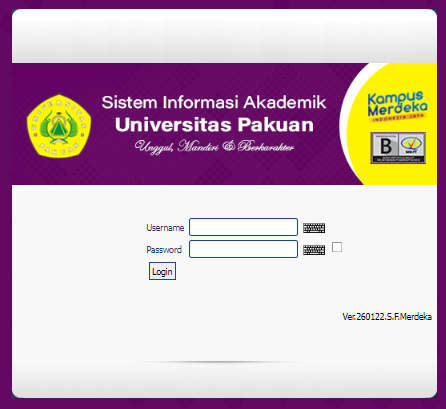 Sistem Informasi Akademik
Universitas Pakuan
Unggul, Mandiri & Berkarakter
Kampus
Merdeka
INDONESIA JAYA
B
Username
Password
Login
Ver.260122.S.F.Merdeka